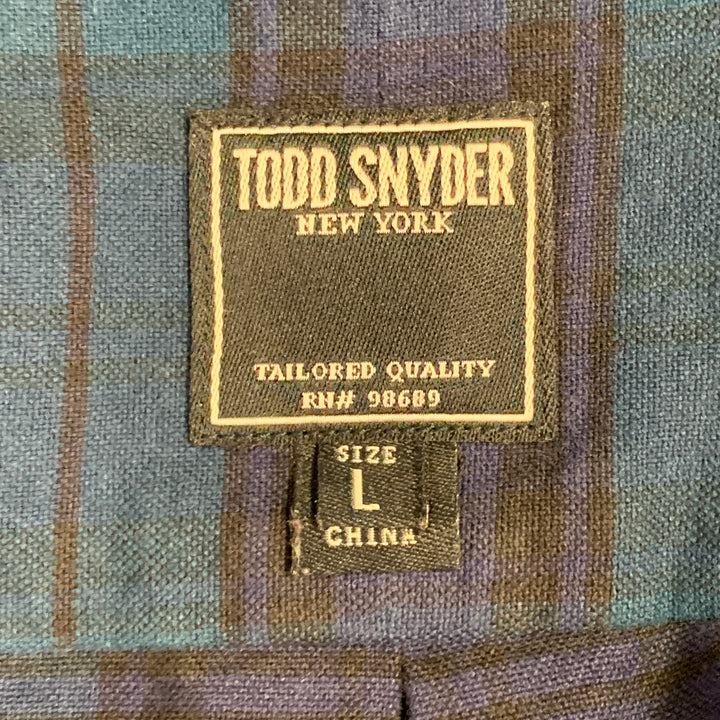 TODD SNYDER
NEW YORK
TAILORED QUALITY
RN# 98689
SIZE
L
CHINA